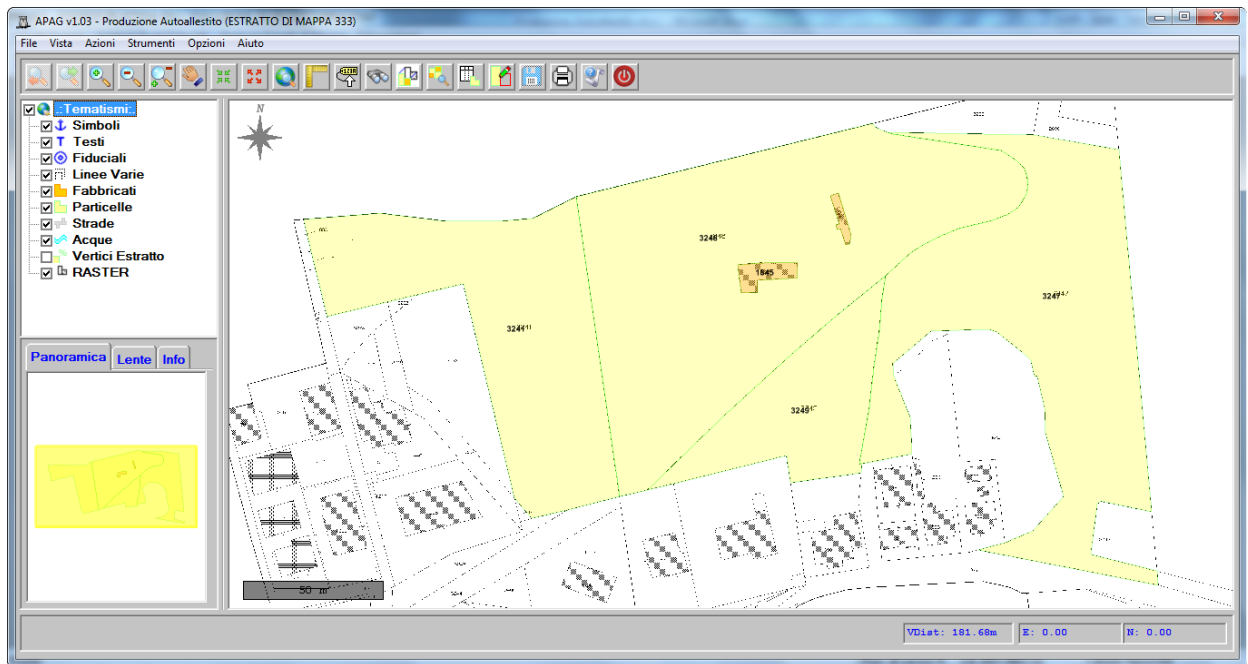 APAG v1.03 - Produzione Autoallestito (ESTRATTO DI MAPPA 333)
File Vista Azioni Strumenti Opzioni Aiuto
.:Tematismi:.
Simboli
T Testi
Fiduciali
Linee Varie
Fabbricati
Particelle
Strade
Acque
Vertici Estratto
RASTER
Panoramica Lente Info
N
3248
1845
3247
3241
3249
50 m
VDist: 181.68m E: 0.00 N: 0.00